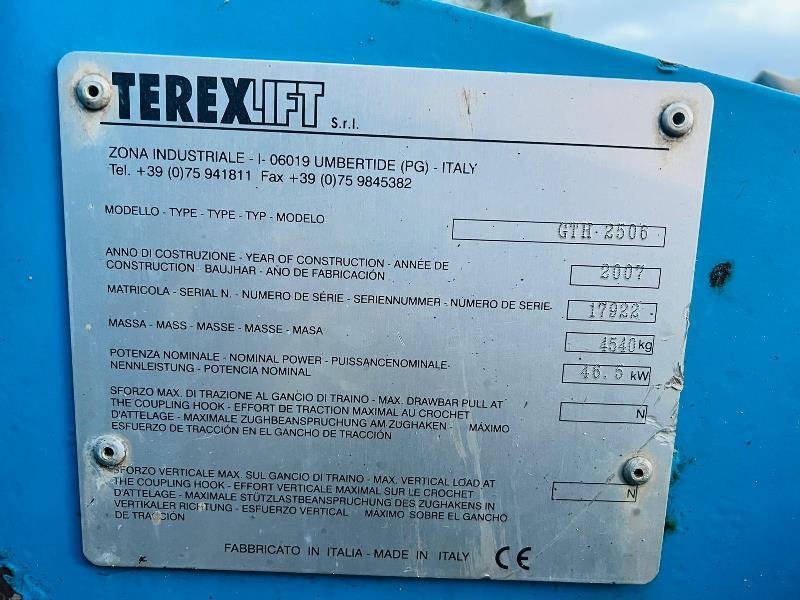 TEREXLIFT S.r.l.
ZONA INDUSTRIALE - I- 06019 UMBERTIDE (PG) - ITALY
Tel. +39 (0)75 941811 Fax +39 (0)75 9845382
MODELLO - TYPE - TYPE - TYP - MODELO GTH-2506
ANNO DI COSTRUZIONE - YEAR OF CONSTRUCTION - ANNÉE DE
CONSTRUCTION BAUJHAR - AÑO DE FABRICACIÓN 2007
MATRICOLA - SERIAL N. - NUMERO DE SÉRIE - SERIENNUMMER - NÚMERO DE SERIE 17922
MASSA - MASS - MASSE - MASSE - MASA 4540kg
POTENZA NOMINALE - NOMINAL POWER - PUISSANCENOMINALE
NENNLEISTUNG - POTENCIA NOMINAL 46.5 kW
SFORZO MAX. DI TRAZIONE AL GANCIO DI TRAINO - MAX. DRAWBAR PULL AT
THE COUPLING HOOK - EFFORT DE TRACTION MAXIMAL AU CROCHET N
D'ATTELAGE - MAXIMALE ZUGHBEANSPRUCHUNG AM ZUGHAKEN - MÁXIMO
ESFUERZO DE TRACCIÓN EN EL GANCHO DE TRACCIÓN
SFORZO VERTICALE MAX. SUL GANCIO DI TRAINO - MAX. VERTICAL LOAD AT
THE COUPLING HOOK - EFFORT VERTICALE MAXIMAL SUR LE CROCHET N
D'ATTELAGE - MAXIMALE STÜTZLASTBEANSPRUCHUNG DES ZUGHAKENS IN
VERTIKALER RICHTUNG - ESFUERZO VERTICAL MÁXIMO SOBRE EL GANCHO
DE TRACCIÓN
FABBRICATO IN ITALIA - MADE IN ITALY CE